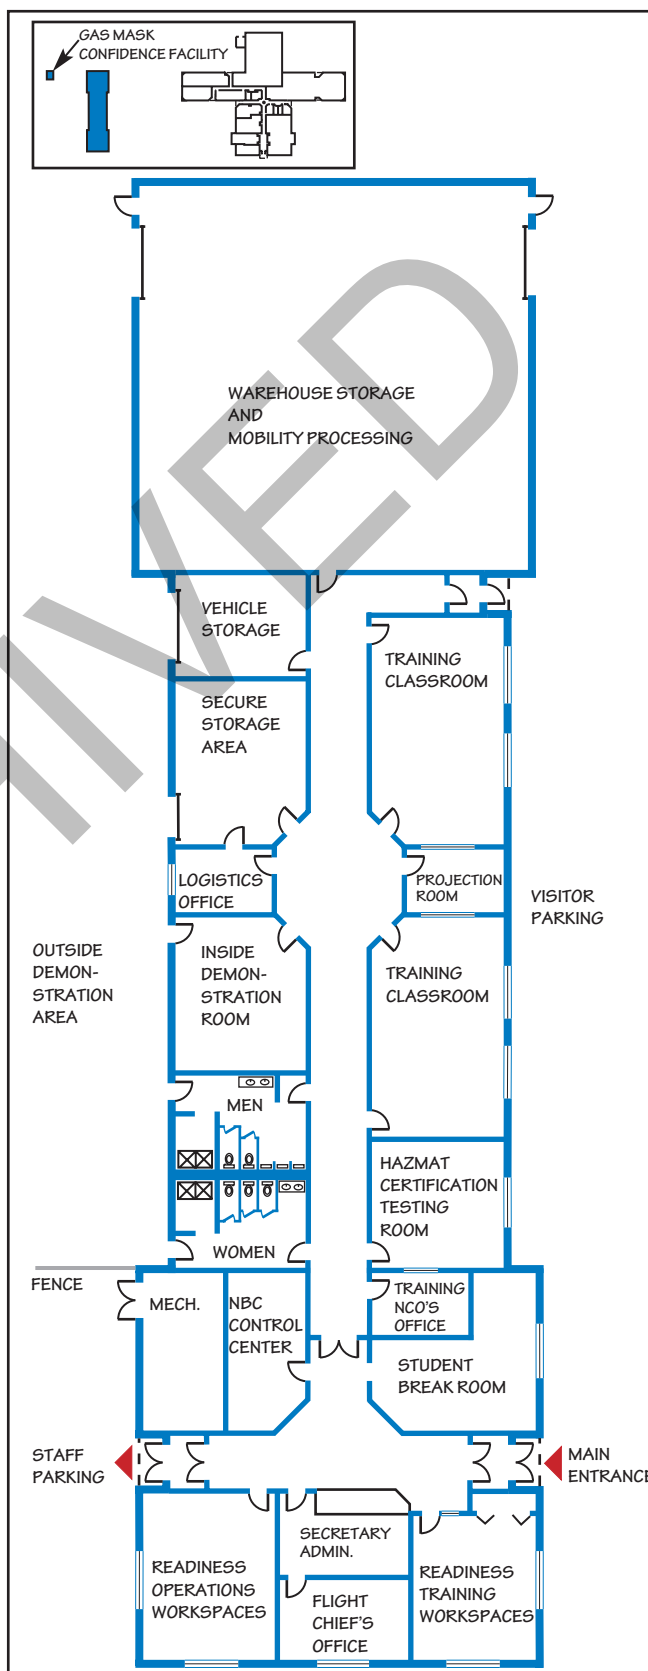 GAS MASK
CONFIDENCE FACILITY
WAREHOUSE STORAGE
AND
MOBILITY PROCESSING
VEHICLE
STORAGE
TRAINING
CLASSROOM
SECURE
STORAGE
AREA
LOGISTICS
OFFICE
PROJECTION
ROOM
VISITOR
PARKING
OUTSIDE
DEMON-
STRATION
AREA
INSIDE
DEMON-
STRATION
ROOM
TRAINING
CLASSROOM
MEN
HAZMAT
CERTIFICATION
TESTING
ROOM
WOMEN
FENCE
MECH.
NBC
CONTROL
CENTER
TRAINING
NCO'S
OFFICE
STUDENT
BREAK ROOM
STAFF
PARKING
MAIN
ENTRANCE
SECRETARY
ADMIN.
READINESS
OPERATIONS
WORKSPACES
FLIGHT
CHIEF'S
OFFICE
READINESS
TRAINING
WORKSPACES
HIVED